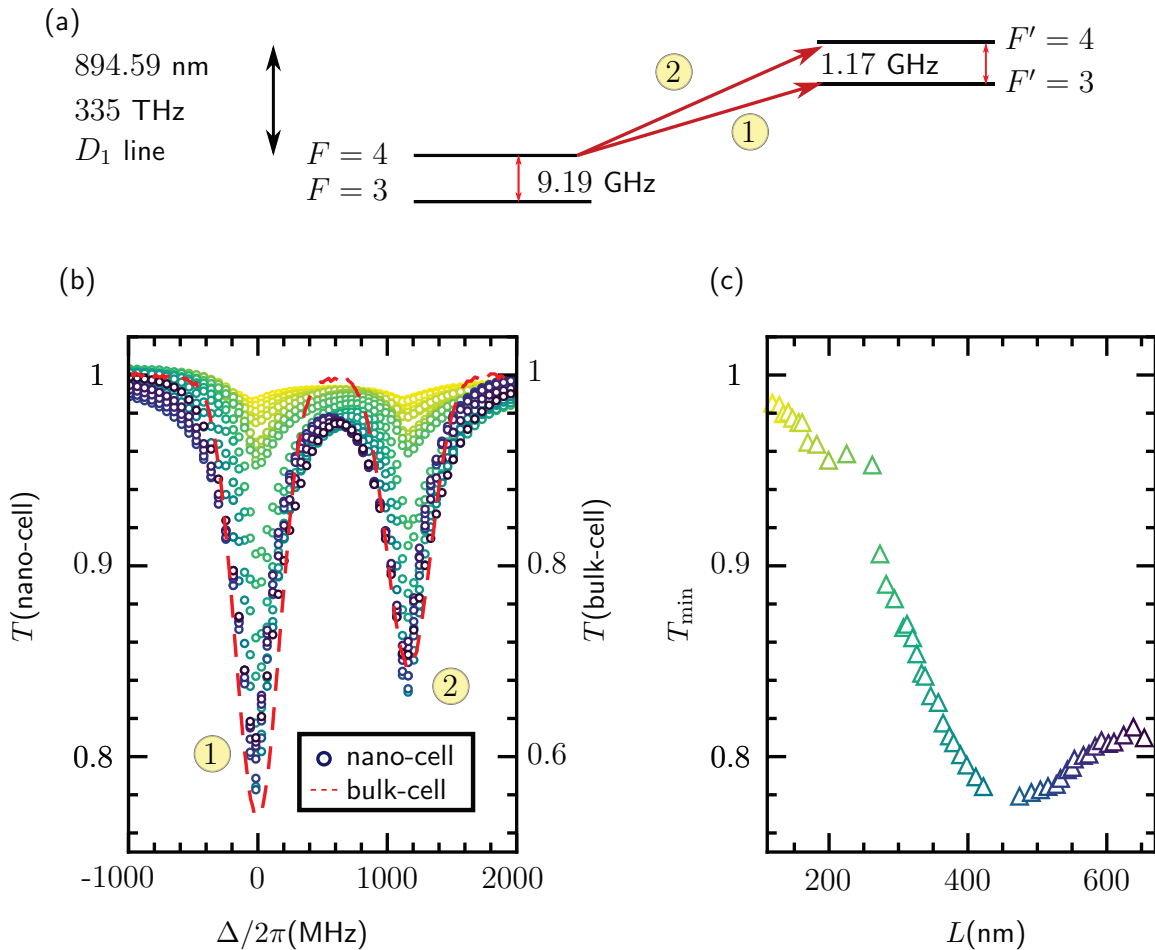 (a)
894.59 nm
335 THz
D₁ line
F = 4
F = 3
9.19 GHz
2
1
1.17 GHz
F′ = 4
F′ = 3
(b)
T(nano-cell)
1
0.9
0.8
1
0.8
0.6
T(bulk-cell)
1
2
nano-cell
bulk-cell
-1000
0
1000
2000
Δ/2π(MHz)
(c)
T_min
1
0.9
0.8
200
400
600
L(nm)